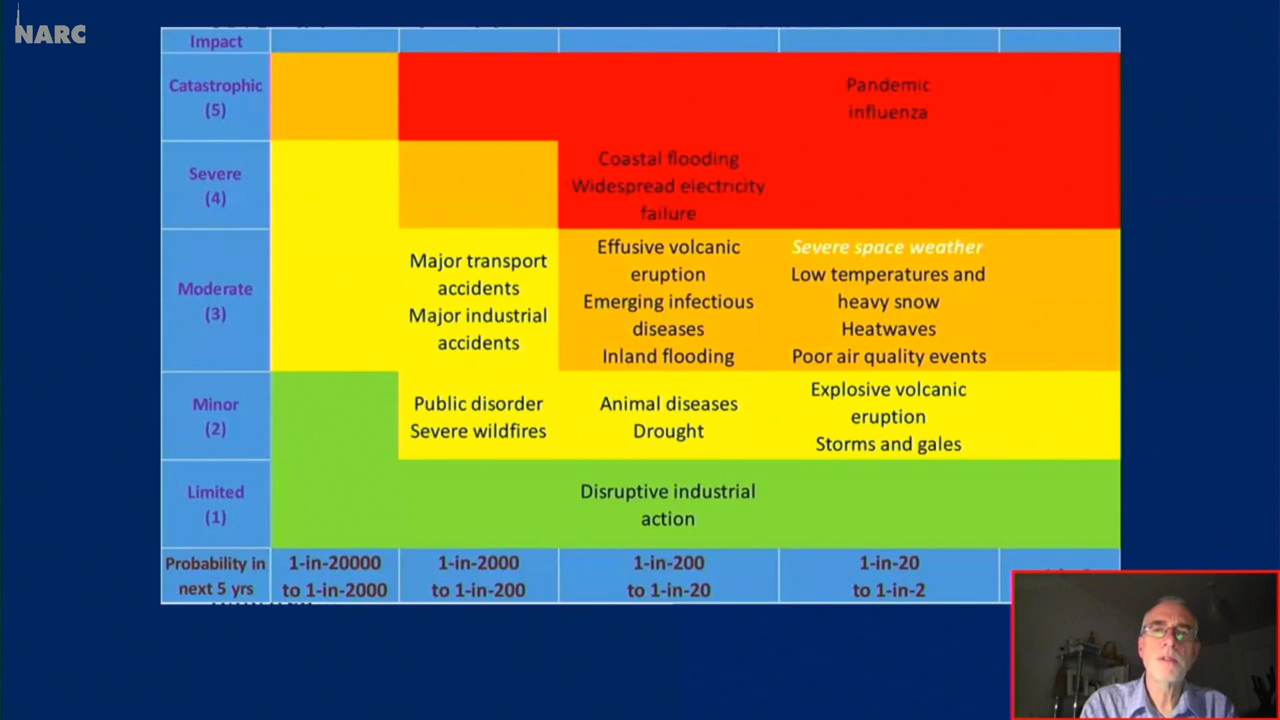 NARC
Impact
Catastrophic
(5)
Pandemic
influenza
Severe
(4)
Coastal flooding
Widespread electricity
failure
Moderate
(3)
Major transport
accidents
Major industrial
accidents
Effusive volcanic
eruption
Emerging infectious
diseases
Inland flooding
Severe space weather
Low temperatures and
heavy snow
Heatwaves
Poor air quality events
Minor
(2)
Public disorder
Severe wildfires
Animal diseases
Drought
Explosive volcanic
eruption
Storms and gales
Limited
(1)
Disruptive industrial
action
Probability in
next 5 yrs
1-in-20000
to 1-in-2000
1-in-2000
to 1-in-200
1-in-200
to 1-in-20
1-in-20
to 1-in-2